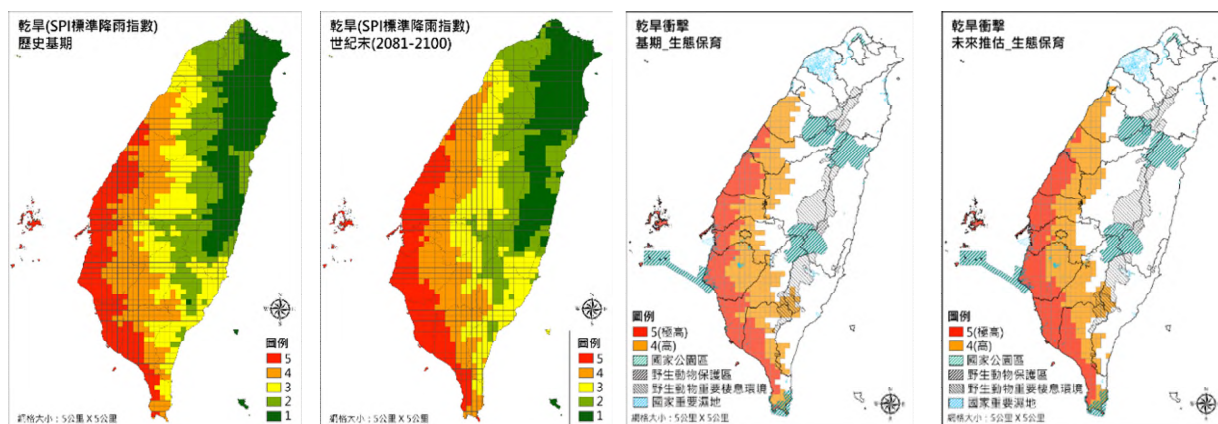 乾旱(SPI標準降雨指數)
歷史基期
圖例
5
4
3
2
1
網格大小：5公里X5公里
乾旱(SPI標準降雨指數)
世紀末(2081-2100)
圖例
5
4
3
2
1
網格大小：5公里X5公里
乾旱衝擊
基期_生態保育
圖例
5(極高)
4(高)
國家公園區
野生動物保護區
野生動物重要棲息環境
國家重要濕地
網格大小：5公里X5公里
乾旱衝擊
未來推估_生態保育
圖例
5(極高)
4(高)
國家公園區
野生動物保護區
野生動物重要棲息環境
國家重要濕地
網格大小：5公里X5公里